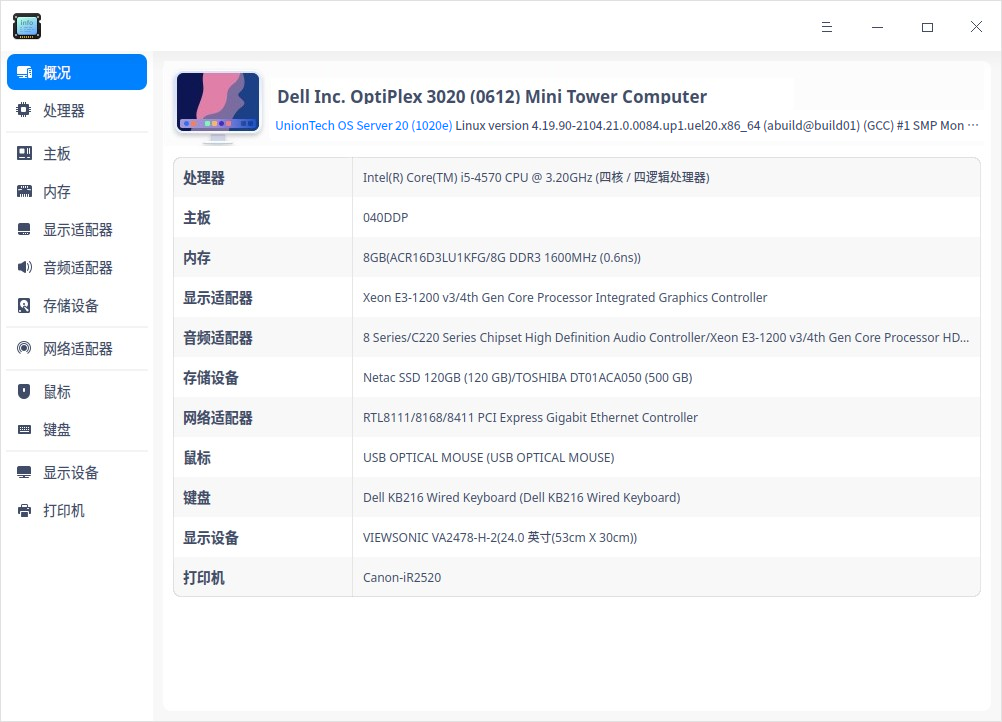 info
概况
处理器
主板
内存
显示适配器
音频适配器
存储设备
网络适配器
鼠标
键盘
显示设备
打印机
Dell Inc. OptiPlex 3020 (0612) Mini Tower Computer
UnionTech OS Server 20 (1020e) Linux version 4.19.90-2104.21.0.0084.up1.uel20.x86_64 (abuild@build01) (GCC) #1 SMP Mon ···
处理器 Intel(R) Core(TM) i5-4570 CPU @ 3.20GHz (四核 / 四逻辑处理器)
主板 040DDP
内存 8GB(ACR16D3LU1KFG/8G DDR3 1600MHz (0.6ns))
显示适配器 Xeon E3-1200 v3/4th Gen Core Processor Integrated Graphics Controller
音频适配器 8 Series/C220 Series Chipset High Definition Audio Controller/Xeon E3-1200 v3/4th Gen Core Processor HD...
存储设备 Netac SSD 120GB (120 GB)/TOSHIBA DT01ACA050 (500 GB)
网络适配器 RTL8111/8168/8411 PCI Express Gigabit Ethernet Controller
鼠标 USB OPTICAL MOUSE (USB OPTICAL MOUSE)
键盘 Dell KB216 Wired Keyboard (Dell KB216 Wired Keyboard)
显示设备 VIEWSONIC VA2478-H-2(24.0 英寸(53cm X 30cm))
打印机 Canon-iR2520